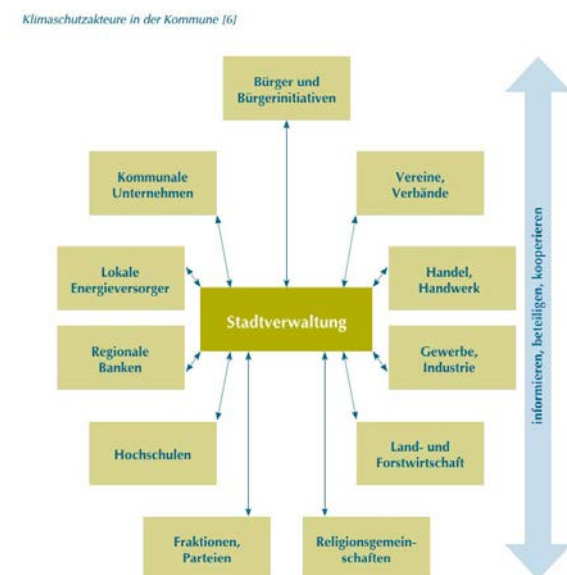 Klimaschutzakteure in der Kommune [6]
Bürger und
Bürgerinitiativen
Kommunale
Unternehmen
Vereine,
Verbände
Lokale
Energieversorger
Handel,
Handwerk
Stadtverwaltung
Regionale
Banken
Gewerbe,
Industrie
Hochschulen
Land- und
Forstwirtschaft
Fraktionen,
Parteien
Religionsgemein-
schaften
informieren, beteiligen, kooperieren